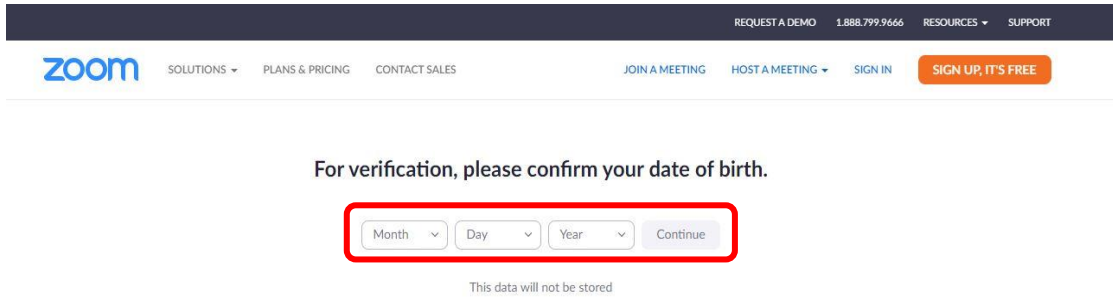 REQUEST A DEMO 1.888.799.9666 RESOURCES SUPPORT
zoom SOLUTIONS PLANS & PRICING CONTACT SALES JOIN A MEETING HOST A MEETING SIGN IN SIGN UP, IT'S FREE
For verification, please confirm your date of birth.
Month Day Year Continue
This data will not be stored